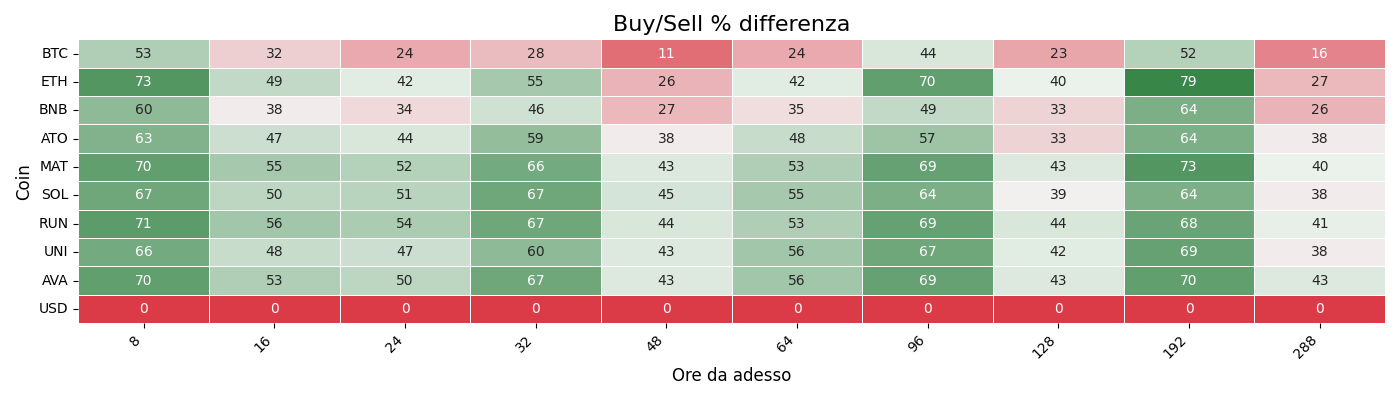 Buy/Sell % differenza
Coin
BTC 53 32 24 28 11 24 44 23 52 16
ETH 73 49 42 55 26 42 70 40 79 27
BNB 60 38 34 46 27 35 49 33 64 26
ATO 63 47 44 59 38 48 57 33 64 38
MAT 70 55 52 66 43 53 69 43 73 40
SOL 67 50 51 67 45 55 64 39 64 38
RUN 71 56 54 67 44 53 69 44 68 41
UNI 66 48 47 60 43 56 67 42 69 38
AVA 70 53 50 67 43 56 69 43 70 43
USD 0 0 0 0 0 0 0 0 0 0
8 16 24 32 48 64 96 128 192 288
Ore da adesso